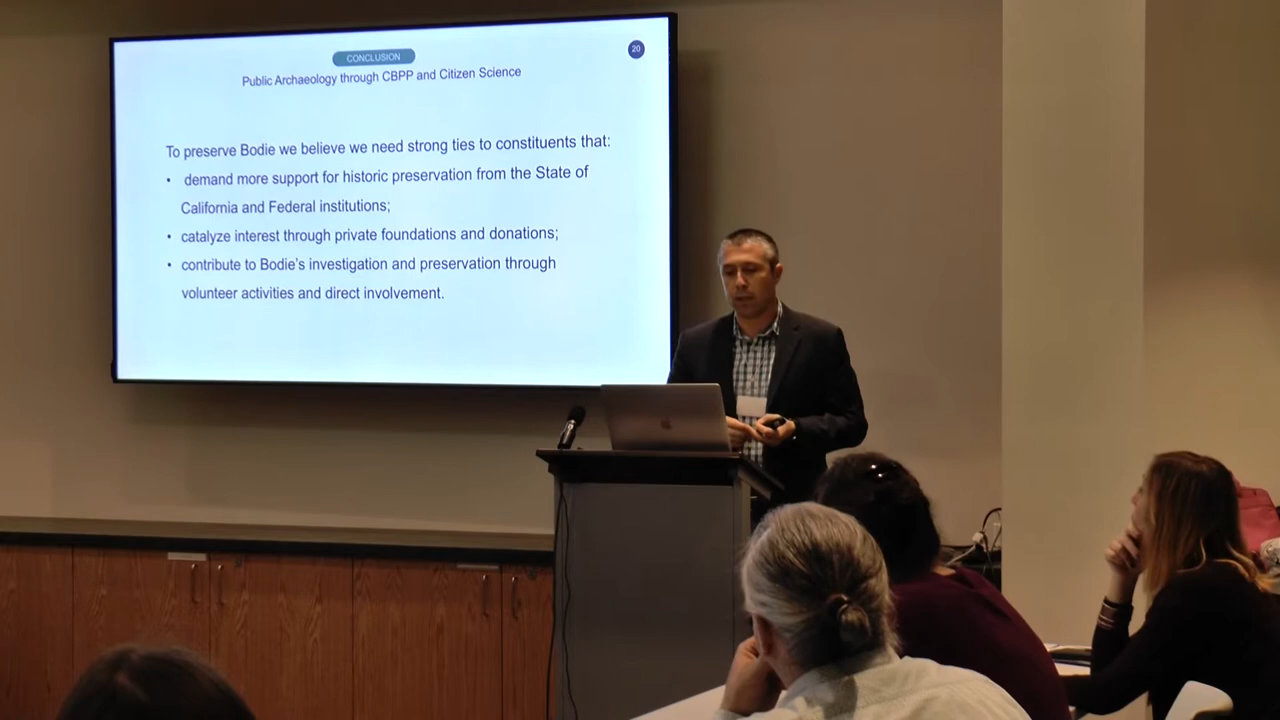 CONCLUSION
20
Public Archaeology through CBPP and Citizen Science
To preserve Bodie we believe we need strong ties to constituents that:
• demand more support for historic preservation from the State of
California and Federal institutions;
• catalyze interest through private foundations and donations;
• contribute to Bodie's investigation and preservation through
volunteer activities and direct involvement.